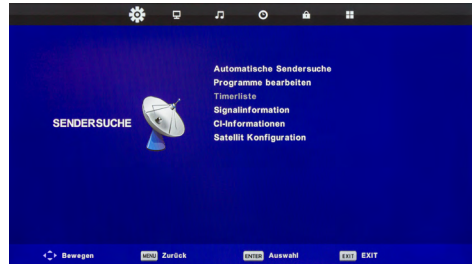 Automatische Sendersuche
Programme bearbeiten
Timerliste
Signalinformation
CI-Informationen
Satellit Konfiguration
SENDERSUCHE
Bewegen MENU Zurück ENTER Auswahl EXIT EXIT